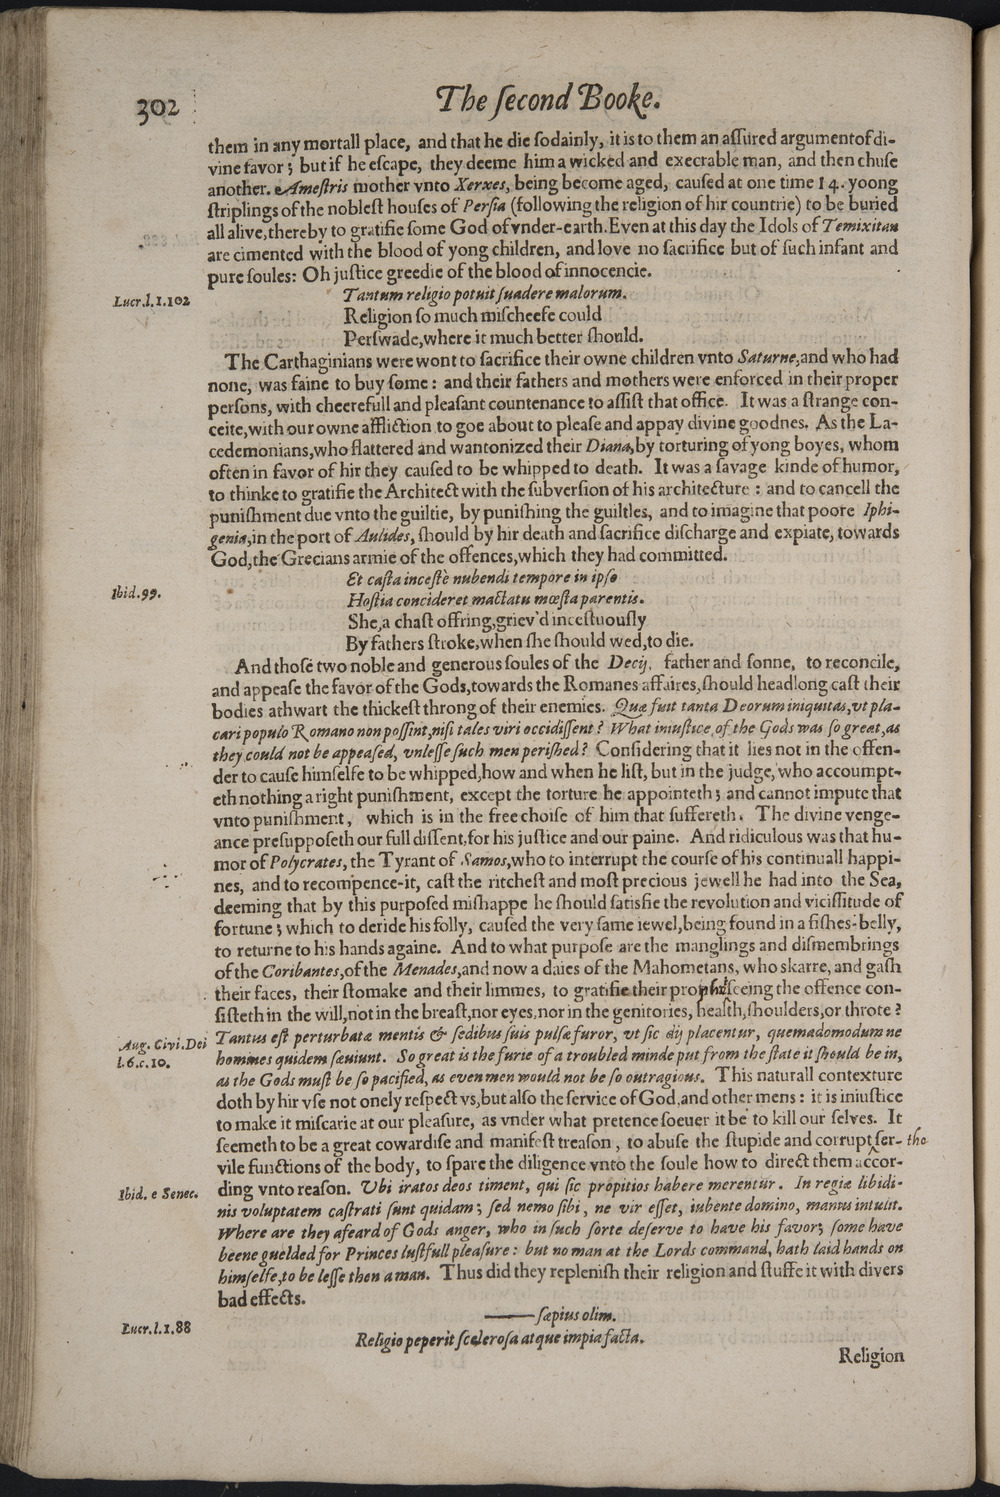 302
The ſecond Booke.
them in any mortall place, and that he die ſodainly, it is to them an aſſured argument of di-
vine favor; but if he eſcape, they deeme him a wicked and execrable man, and then chuſe
another. Ameſtris mother vnto Xerxes, being become aged, cauſed at one time 14. yoong
ſtriplings of the nobleſt houſes of Perſia (following the religion of hir countrie) to be buried
all alive, thereby to gratifie ſome God of vnder-earth. Even at this day the Idols of Temixitan
are cimented with the blood of yong children, and love no ſacrifice but of ſuch infant and
pure ſoules: Oh juſtice greedie of the blood of innocencie.
Lucr.l.1.102
Tantum religio potuit ſuadere malorum.
Religion ſo much miſcheefe could
Perſwade, where it much better ſhould.
The Carthaginians were wont to ſacrifice their owne children vnto Saturne, and who had
none, was faine to buy ſome: and their fathers and mothers were enforced in their proper
perſons, with cheerefull and pleaſant countenance to aſſiſt that office. It was a ſtrange con-
ceite, with our owne affliction to goe about to pleaſe and appay divine goodnes. As the La-
cedemonians, who flattered and wantonized their Diana, by torturing of yong boyes, whom
often in favor of hir they cauſed to be whipped to death. It was a ſavage kinde of humor,
to thinke to gratifie the Architect with the ſubverſion of his architecture: and to cancell the
puniſhment due vnto the guiltie, by puniſhing the guiltles, and to imagine that poore Iphi-
genia, in the port of Aulides, ſhould by hir death and ſacrifice diſcharge and expiate, towards
God, the Grecians armie of the offences, which they had committed.
Ibid.99.
Et caſta inceſtè nubendi tempore in ipſo
Hoſtia concideret mactatu mœſta parentis.
She, a chaſt offring, griev'd inceſtuouſly
By fathers ſtroke, when ſhe ſhould wed, to die.
And thoſe two noble and generous ſoules of the Decij, father and ſonne, to reconcile,
and appeaſe the favor of the Gods, towards the Romanes affaires, ſhould headlong caſt their
bodies athwart the thickeſt throng of their enemies. Quæ fuit tanta Deorum iniquitas, vt pla-
cari populo Romano non poſſint, niſi tales viri occidiſſent? What iniuſtice of the Gods was ſo great, as
they could not be appeaſed, vnleſſe ſuch men periſhed? Conſidering that it lies not in the offen-
der to cauſe himſelfe to be whipped, how and when he liſt, but in the judge, who accoumpt-
eth nothing a right puniſhment, except the torture he appointeth; and cannot impute that
vnto puniſhment, which is in the free choiſe of him that ſuffereth. The divine venge-
ance preſuppoſeth our full diſſent, for his juſtice and our paine. And ridiculous was that hu-
mor of Polycrates, the Tyrant of Samos, who to interrupt the courſe of his continuall happi-
nes, and to recompence-it, caſt the ritcheſt and moſt precious jewell he had into the Sea,
deeming that by this purpoſed miſhappe he ſhould ſatisfie the revolution and viciſſitude of
fortune; which to deride his folly, cauſed the very ſame iewel, being found in a fiſhes-belly,
to returne to his hands againe. And to what purpoſe are the manglings and diſmembrings
of the Coribantes, of the Menades, and now a daies of the Mahometans, who skarre, and gaſh
their faces, their ſtomake and their limmes, to gratifie their ſeeing the offence con-
ſiſteth in the will, not in the breaſt, nor eyes, nor in the genitories, health, ſhoulders, or throte?
Aug. Civi. Dei
l.6.c.10.
Tantus eſt perturbatæ mentis & ſedibus ſuis pulſæ furor, vt ſic dij placentur, quemadomodum ne
homines quidem ſæuiunt. So great is the furie of a troubled minde put from the ſtate it ſhould be in,
as the Gods muſt be ſo pacified, as even men would not be ſo outragious. This naturall contexture
doth by hir vſe not onely reſpect vs, but alſo the ſervice of God, and other mens: it is iniuſtice
to make it miſcarie at our pleaſure, as vnder what pretence ſoeuer it be to kill our ſelves. It
ſeemeth to be a great cowardiſe and manifeſt treaſon, to abuſe the ſtupide and corrupt ſer- the
vile functions of the body, to ſpare the diligence vnto the ſoule how to direct them accor-
Ibid. e Senec.
ding vnto reaſon. Vbi iratos deos timent, qui ſic propitios habere merentur. In regiæ libidi-
nis voluptatem caſtrati ſunt quidam; ſed nemo ſibi, ne vir eſſet, iubente domino, manus intulit.
Where are they afeard of Gods anger, who in ſuch ſorte deſerve to have his favor; ſome have
beene guelded for Princes luſtfull pleaſure: but no man at the Lords command, hath laid hands on
himſelfe, to be leſſe then a man. Thus did they repleniſh their religion and ſtuffe it with divers
bad effects.
—— ſæpius olim.
Lucr.l.1.88
Religio peperit ſcleroſa atque impia facta.
Religion